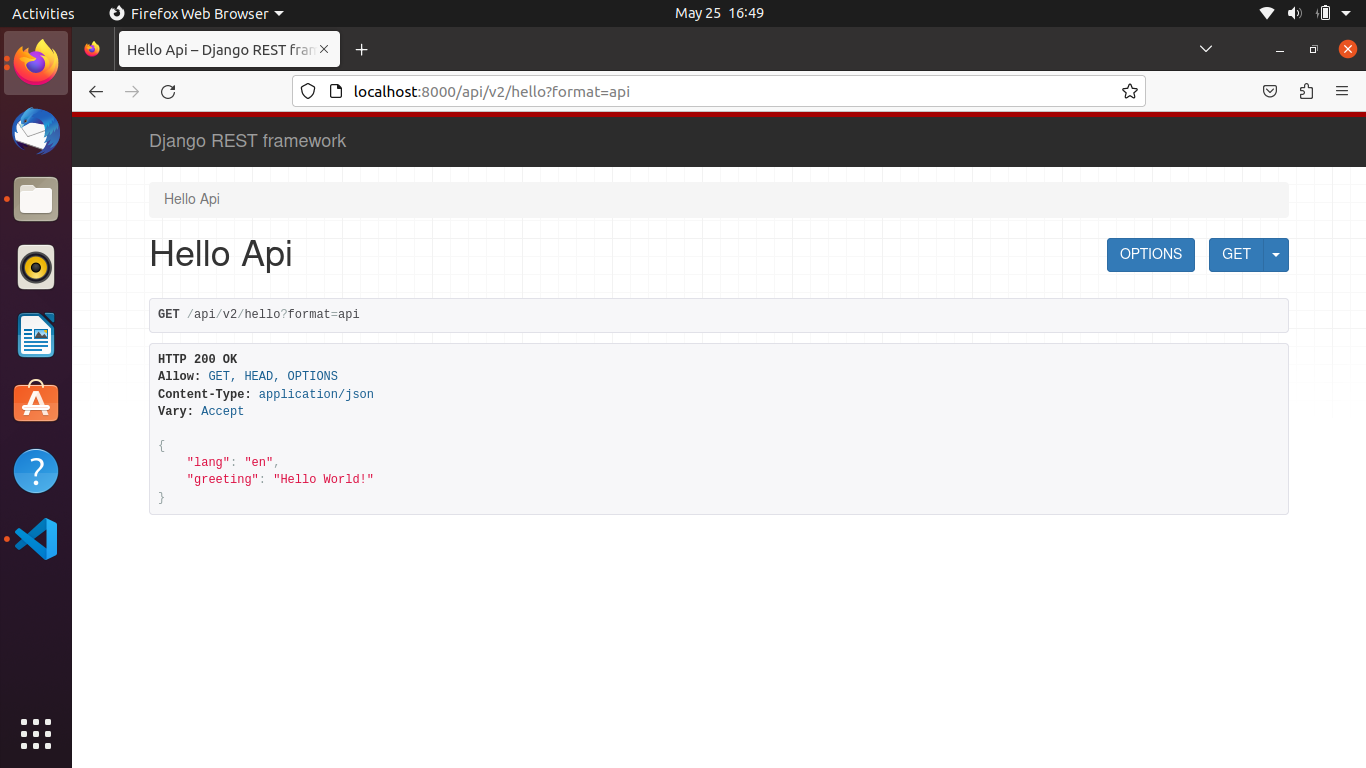 Activities Firefox Web Browser May 25 16:49
Hello Api – Django REST fran
localhost:8000/api/v2/hello?format=api
Django REST framework
Hello Api
Hello Api OPTIONS GET
GET /api/v2/hello?format=api
HTTP 200 OK
Allow: GET, HEAD, OPTIONS
Content-Type: application/json
Vary: Accept
{
    "lang": "en",
    "greeting": "Hello World!"
}